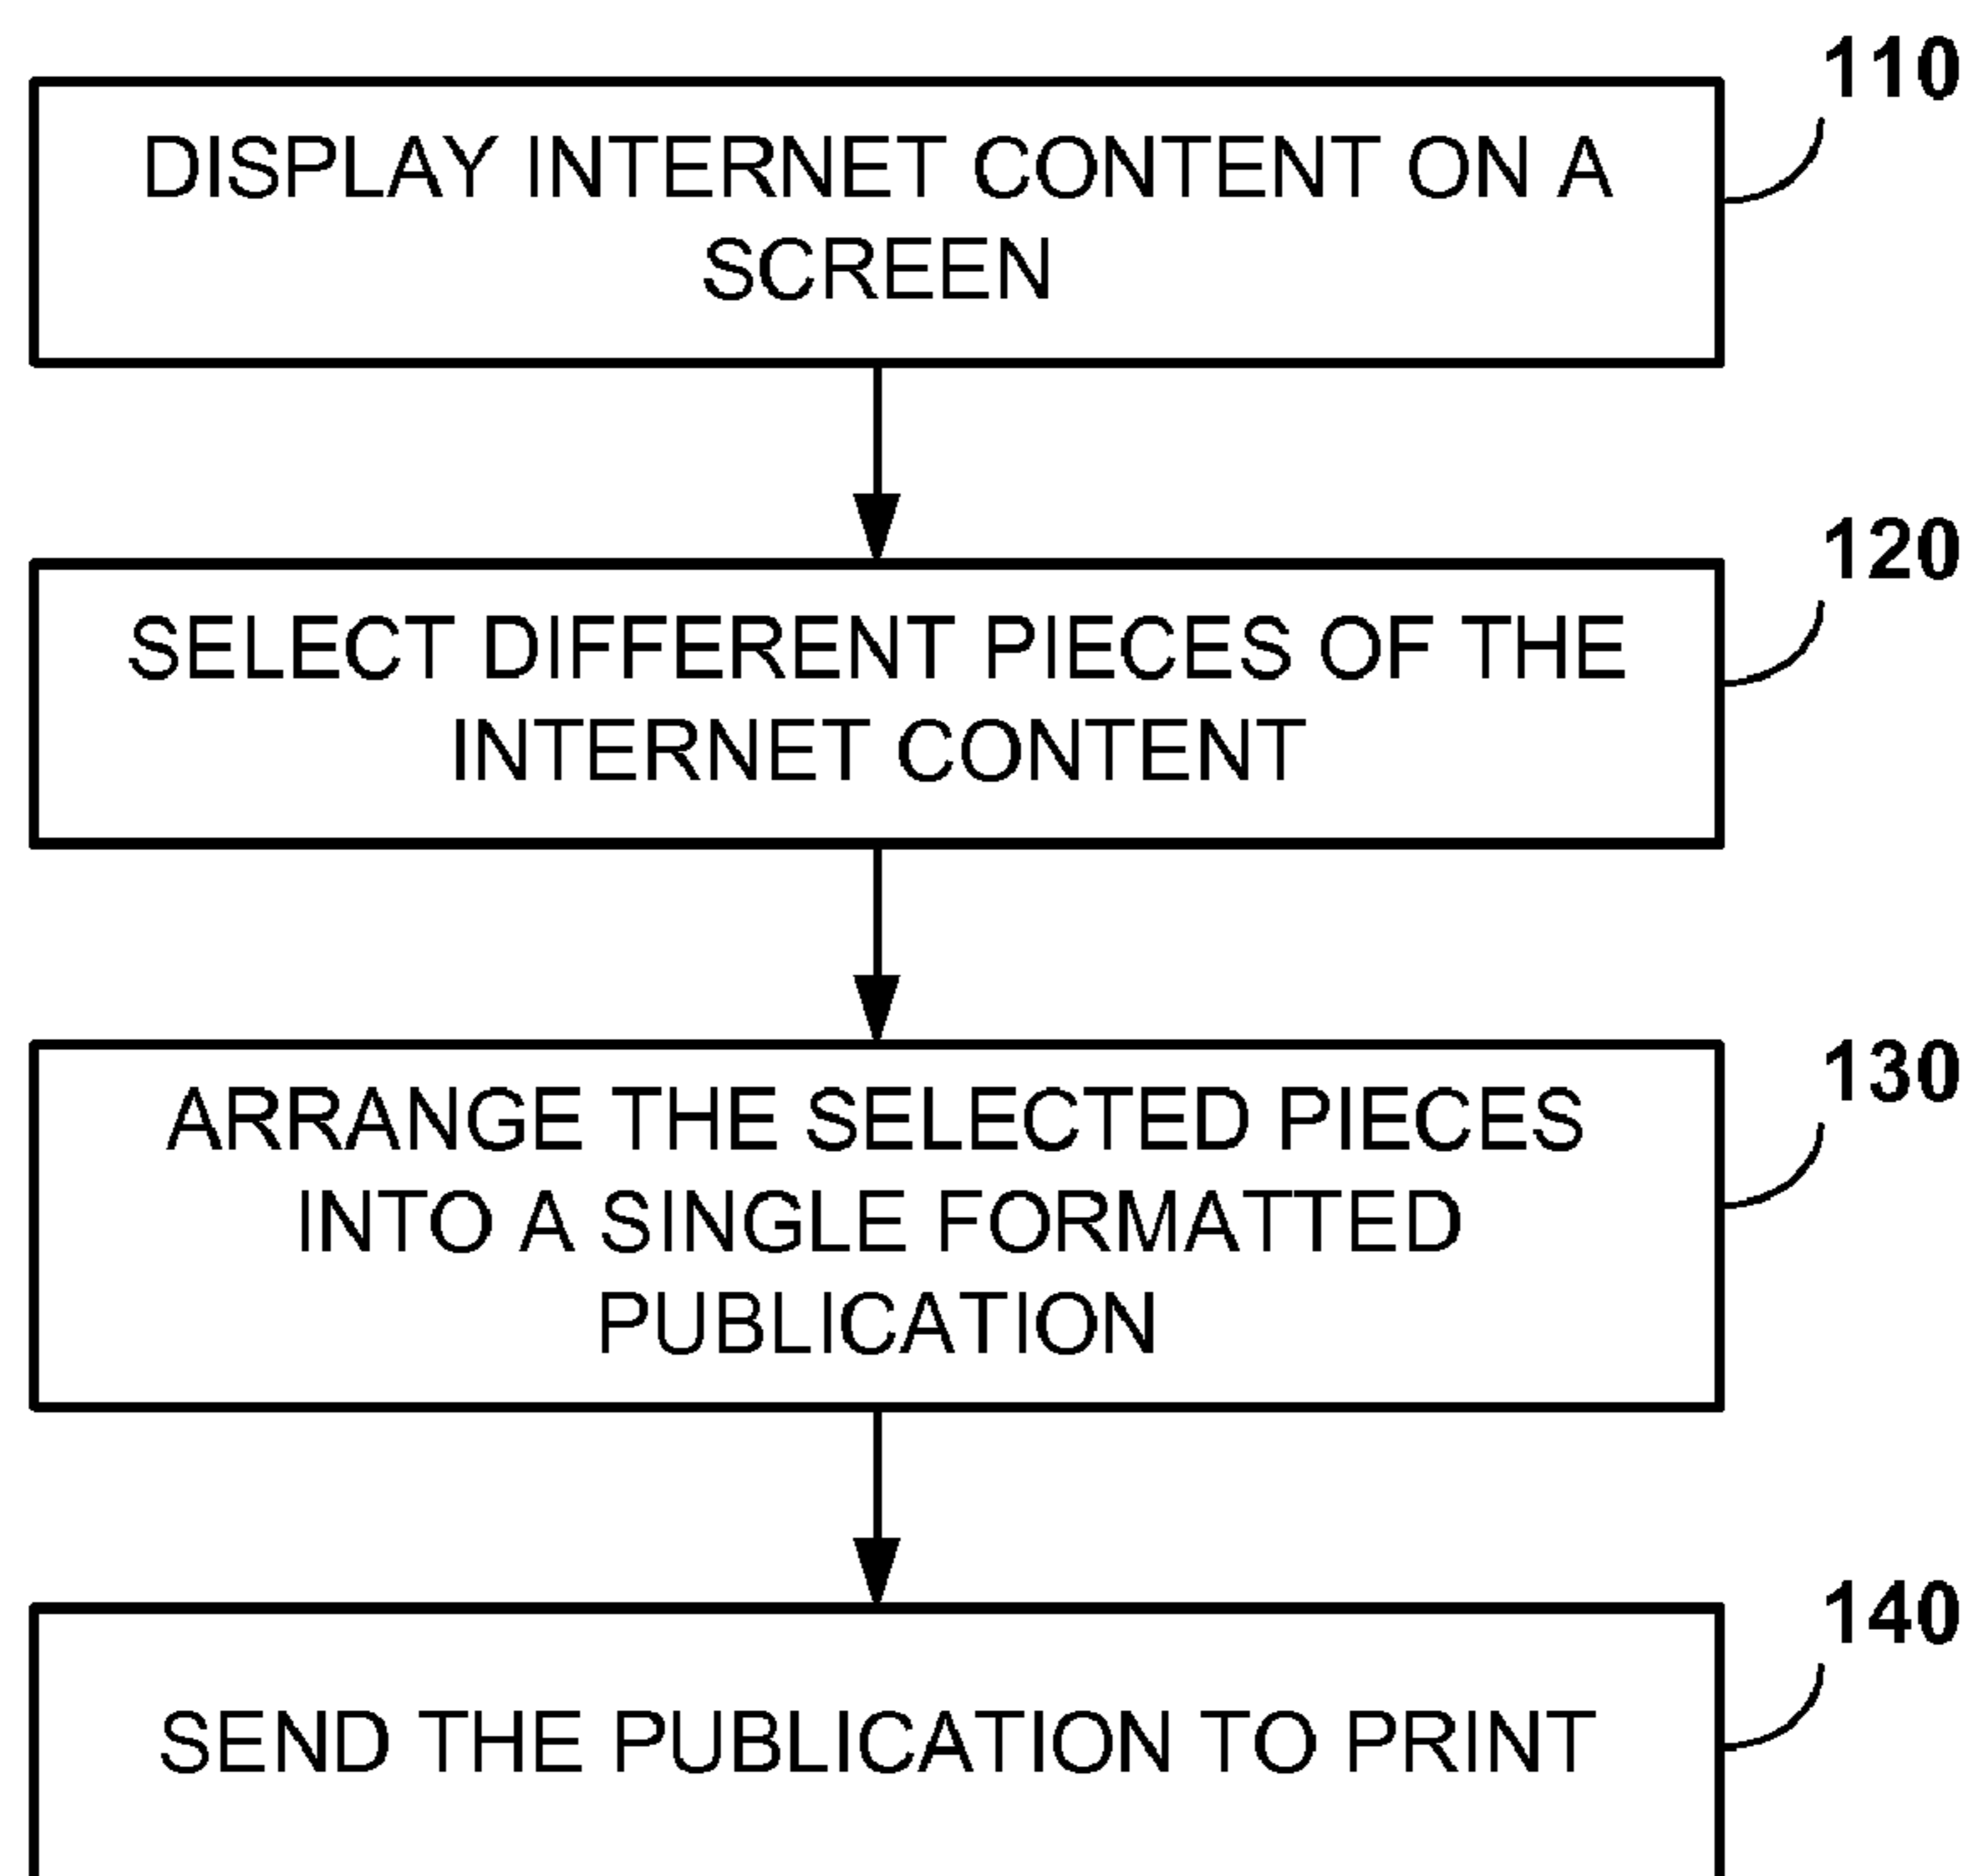 110
DISPLAY INTERNET CONTENT ON A
SCREEN
120
SELECT DIFFERENT PIECES OF THE
INTERNET CONTENT
130
ARRANGE THE SELECTED PIECES
INTO A SINGLE FORMATTED
PUBLICATION
140
SEND THE PUBLICATION TO PRINT